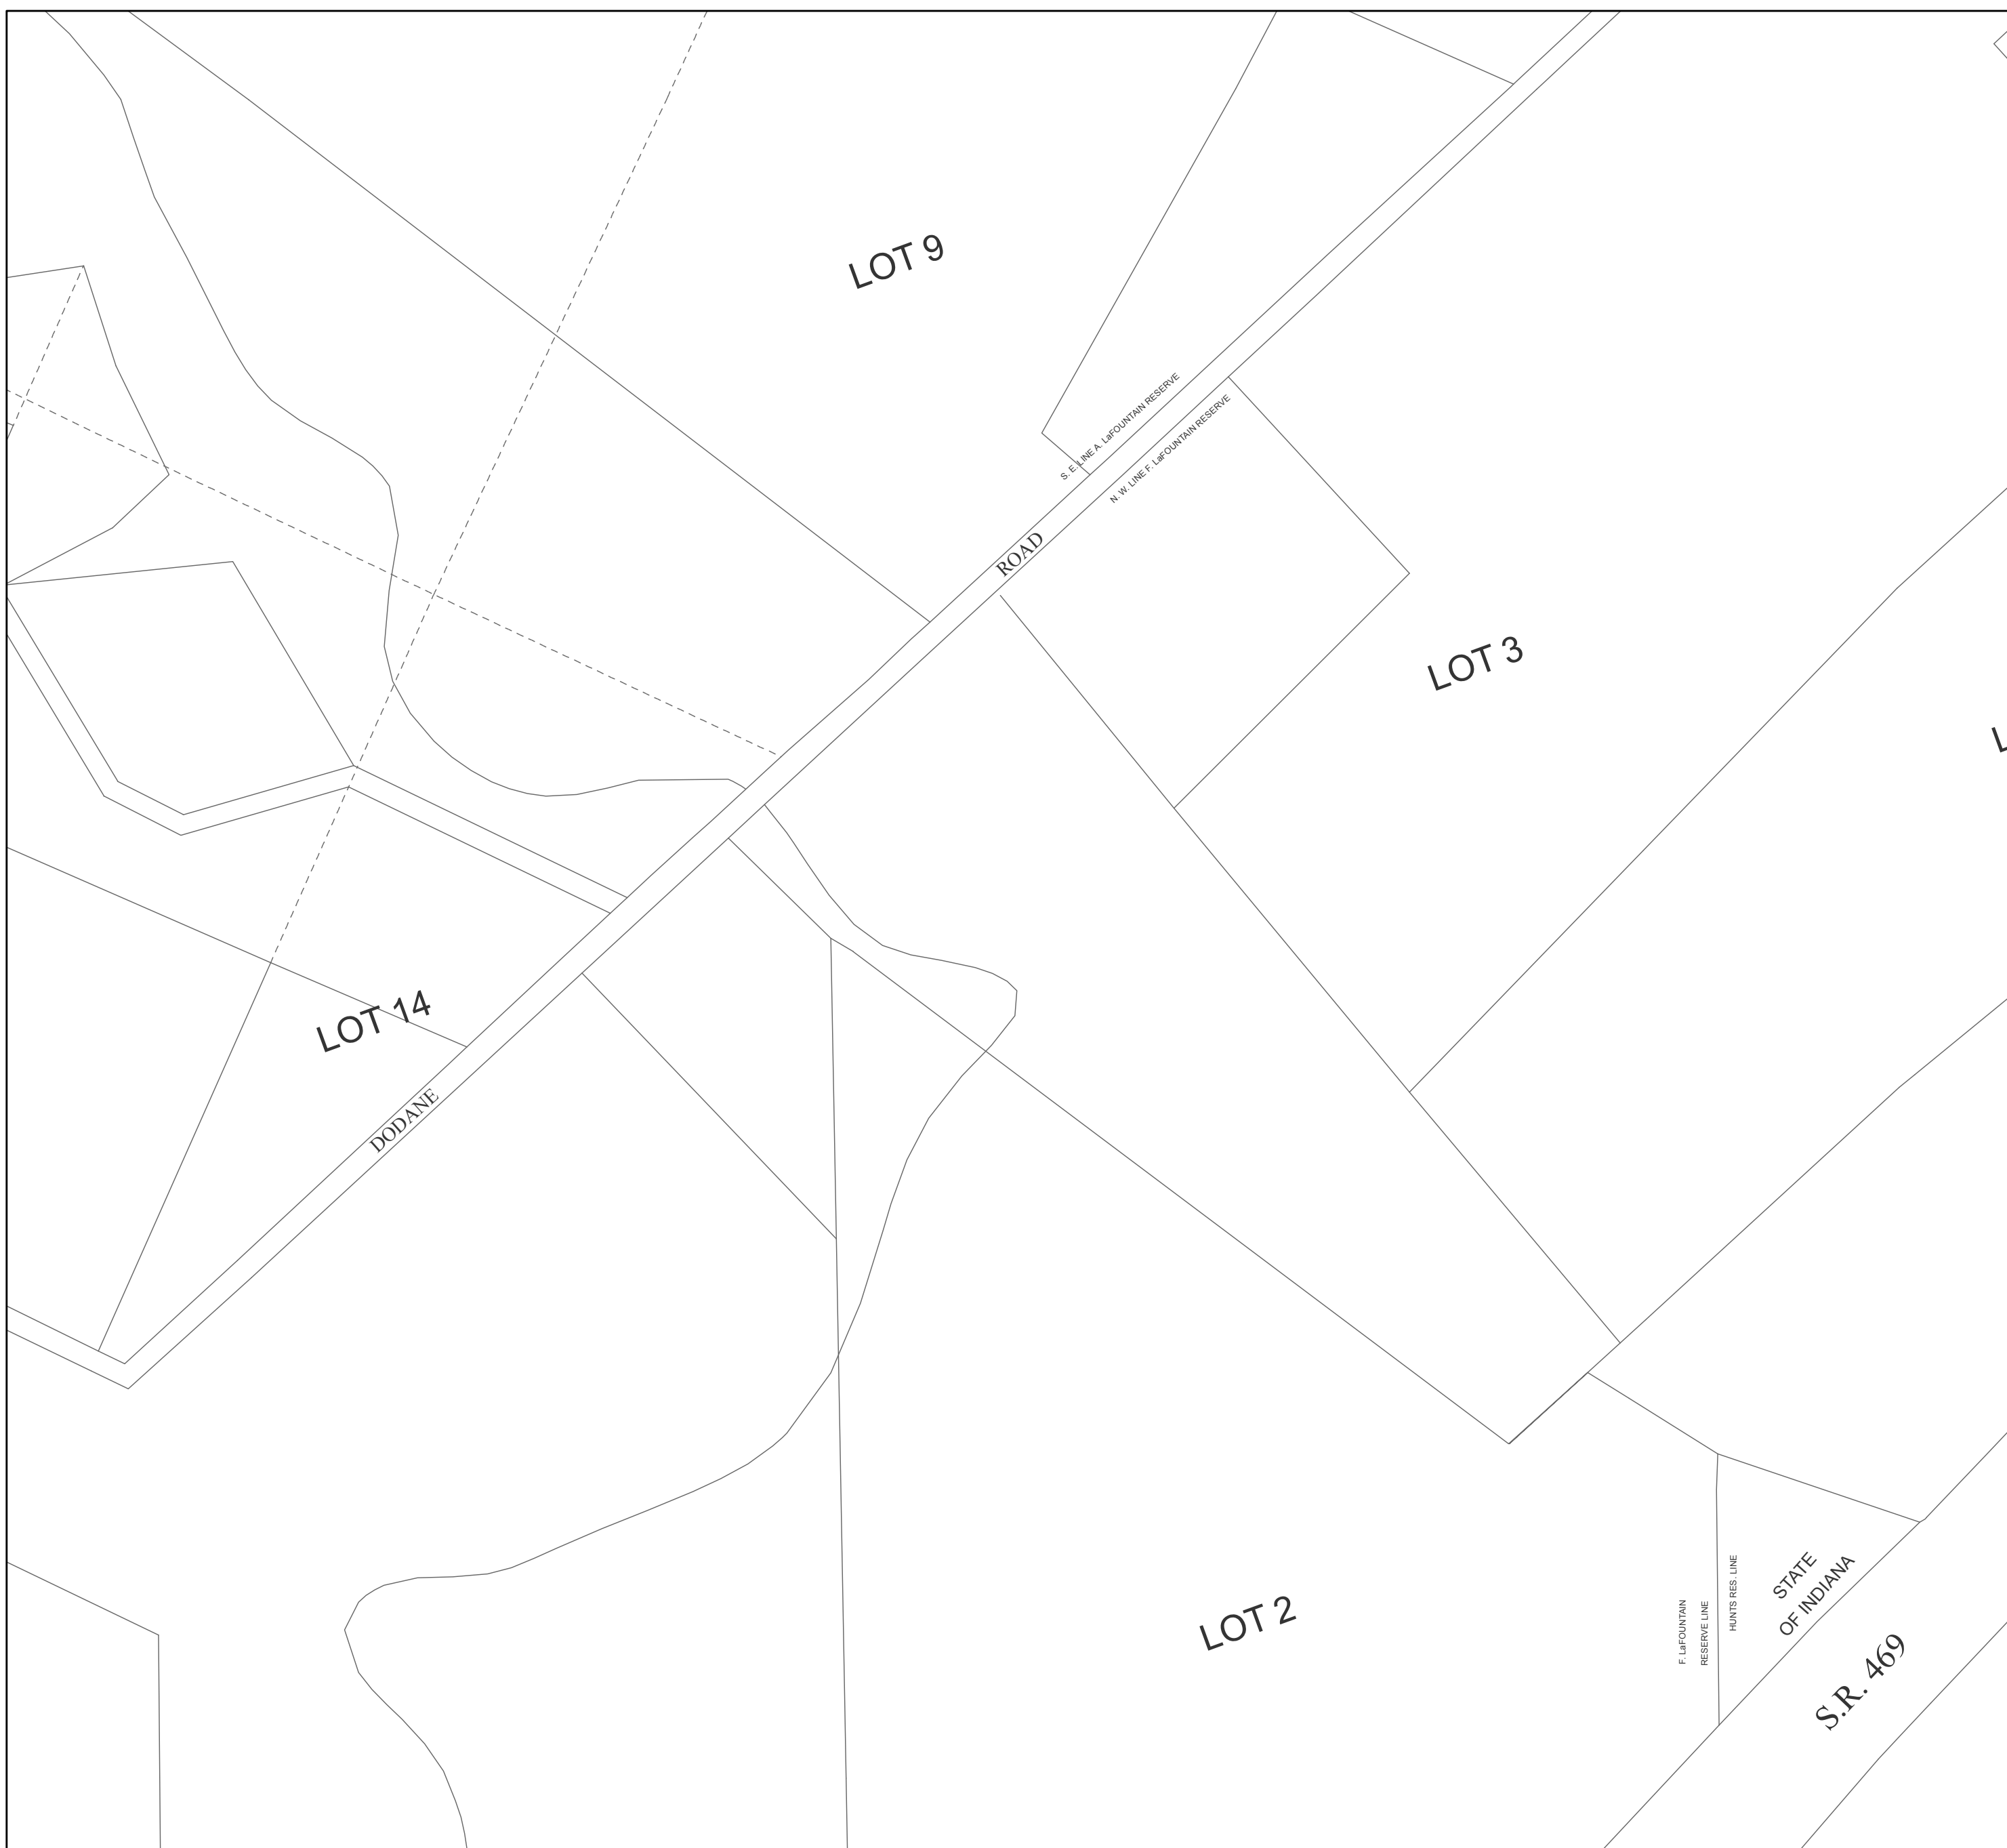 LOT 9
S. E. LINE A. LaFOUNTAIN RESERVE
N. W. LINE F. LaFOUNTAIN RESERVE
ROAD
LOT 3
LOT 14
DODANE
LOT 2
F. LaFOUNTAIN
RESERVE LINE
HUNTS RES. LINE
STATE
OF INDIANA
S.R. 469